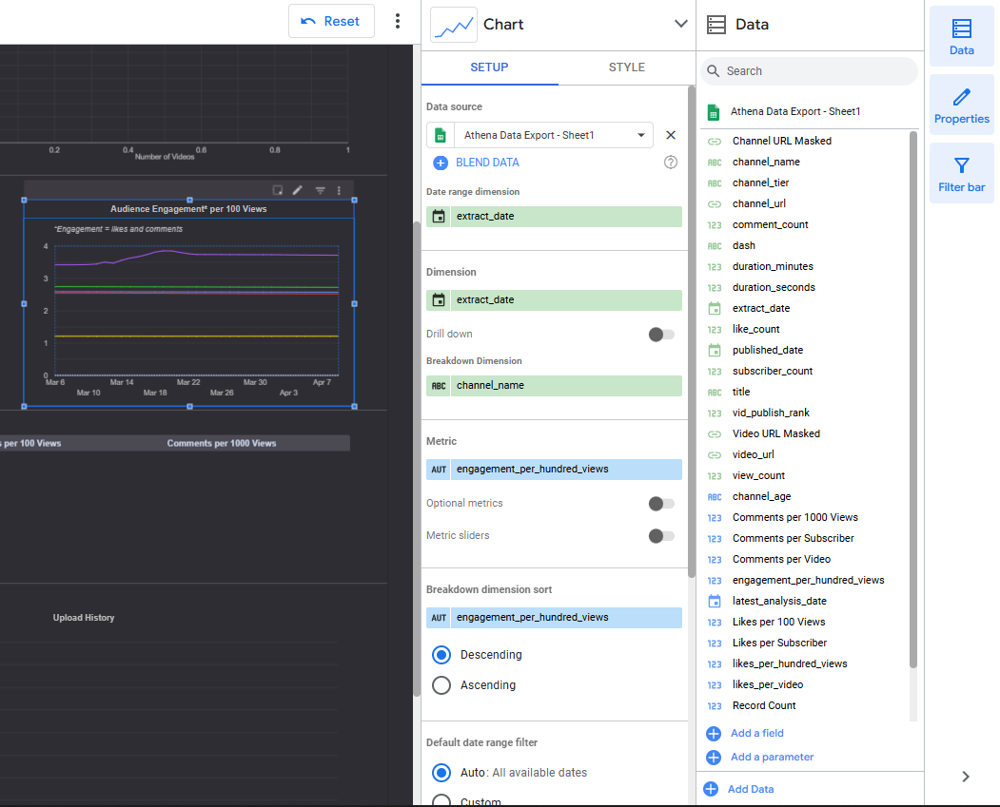 Reset
0.2 0.4 0.6 0.8 1
Number of Videos
Audience Engagement* per 100 Views
*Engagement = likes and comments
4
3
2
1
0
Mar 6 Mar 14 Mar 22 Mar 30 Apr 7
Mar 10 Mar 18 Mar 26 Apr 3
s per 100 Views Comments per 1000 Views
Upload History
Chart
SETUP STYLE
Data source
Athena Data Export - Sheet1
BLEND DATA
Date range dimension
extract_date
Dimension
extract_date
Drill down
Breakdown Dimension
ABC channel_name
Metric
AUT engagement_per_hundred_views
Optional metrics
Metric sliders
Breakdown dimension sort
AUT engagement_per_hundred_views
Descending
Ascending
Default date range filter
Auto: All available dates
Custom
Data
Search
Athena Data Export - Sheet1
Channel URL Masked
ABC channel_name
ABC channel_tier
channel_url
123 comment_count
ABC dash
123 duration_minutes
123 duration_seconds
extract_date
123 like_count
published_date
123 subscriber_count
ABC title
123 vid_publish_rank
Video URL Masked
video_url
123 view_count
ABC channel_age
123 Comments per 1000 Views
123 Comments per Subscriber
123 Comments per Video
123 engagement_per_hundred_views
latest_analysis_date
123 Likes per 100 Views
123 Likes per Subscriber
123 likes_per_hundred_views
123 likes_per_video
123 Record Count
Add a field
Add a parameter
Add Data
Data
Properties
Filter bar